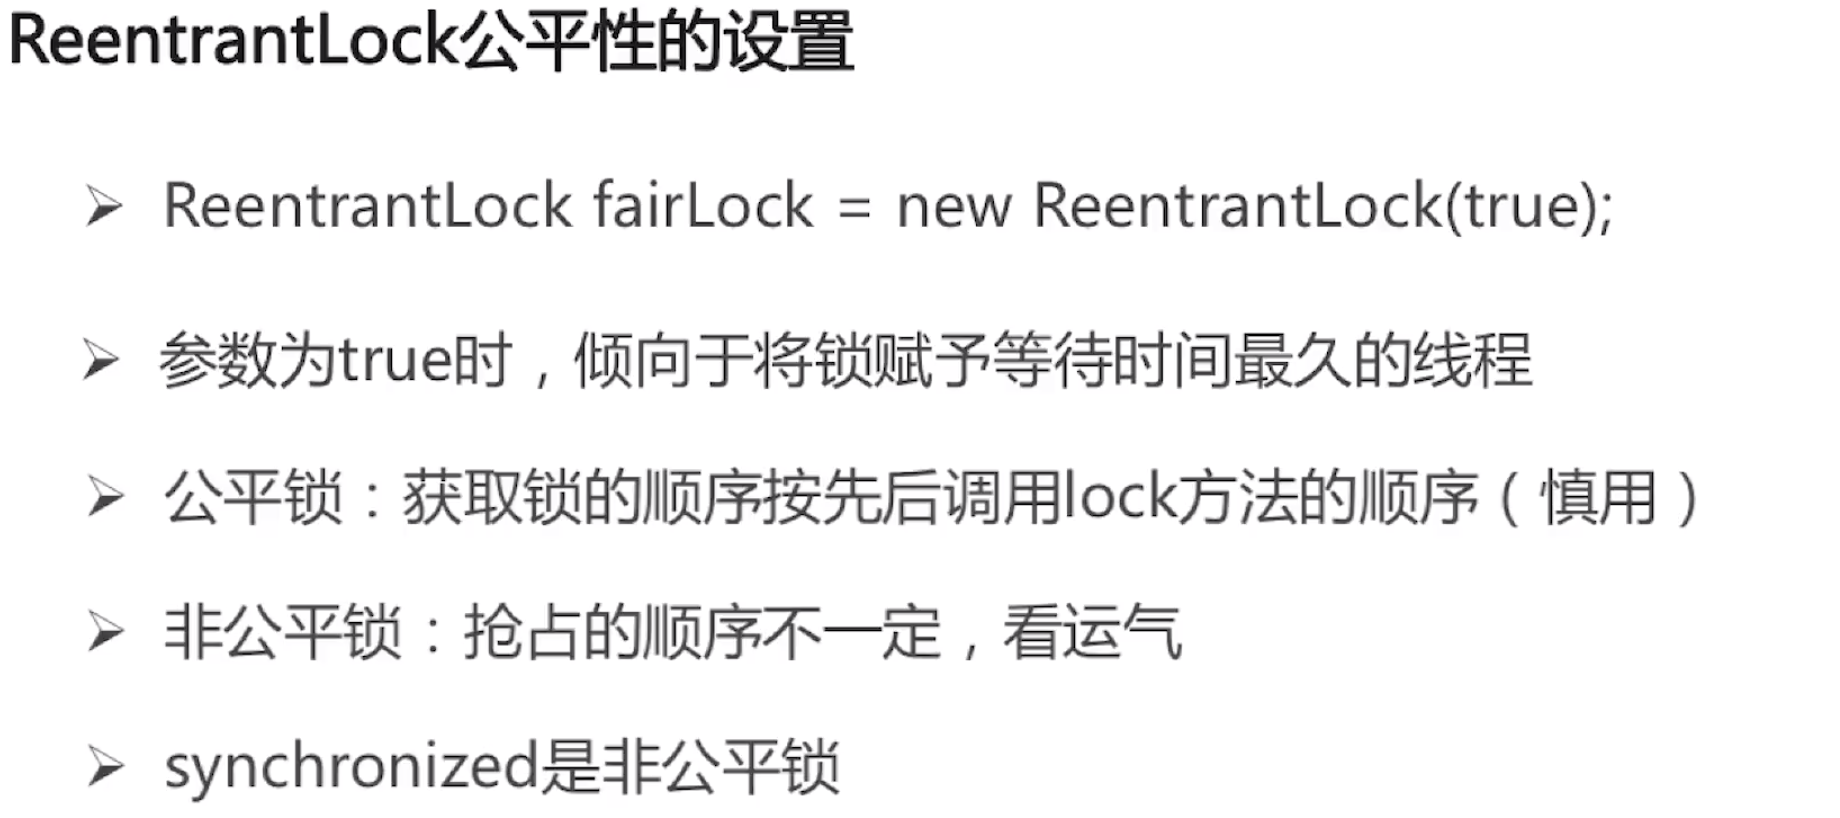 ReentrantLock公平性的设置
➢ ReentrantLock fairLock = new ReentrantLock(true);
➢ 参数为true时，倾向于将锁赋予等待时间最久的线程
➢ 公平锁：获取锁的顺序按先后调用lock方法的顺序（慎用）
➢ 非公平锁：抢占的顺序不一定，看运气
➢ synchronized是非公平锁